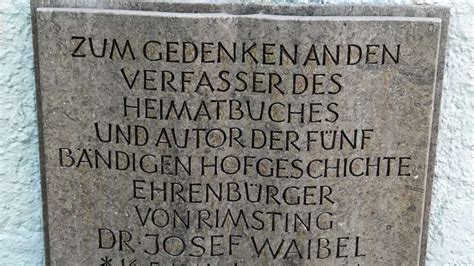 ZUM GEDENKEN AN DEN
VERFASSER DES
HEIMATBUCHES
UND AUTOR DER FÜNF
BÄNDIGEN HOFGESCHICHTE
EHRENBÜRGER
VON RIMSTING
DR. JOSEF WAIBEL